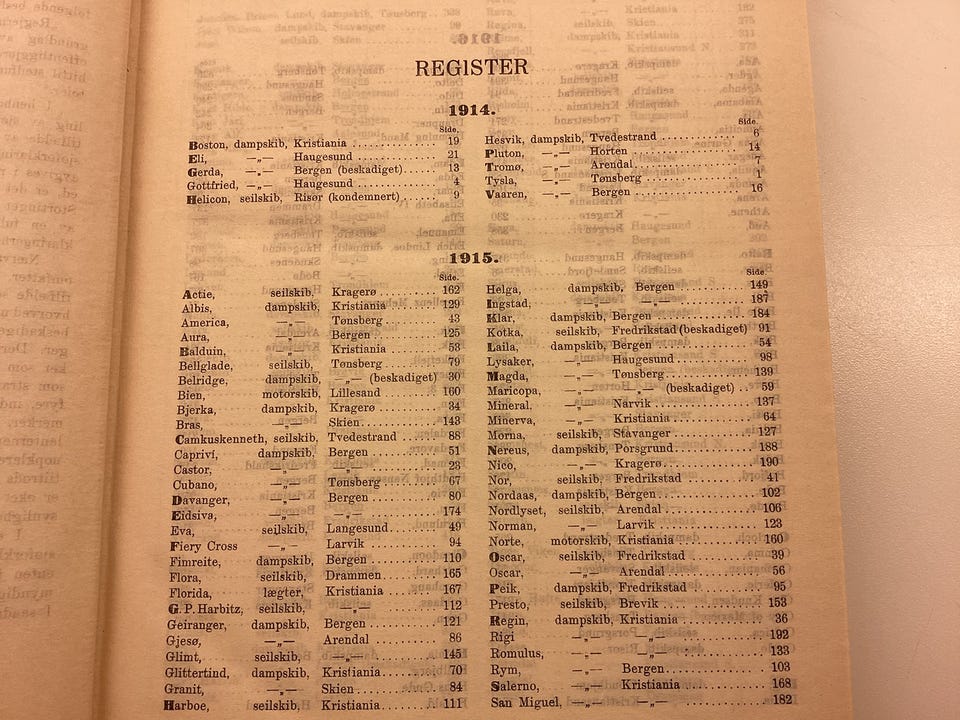 REGISTER
1914.
Side.
Boston, dampskib, Kristiania ............ 19
Eli, —„— Haugesund ............ 21
Gerda, —„— Bergen (beskadiget)...... 13
Gottfried, —„— Haugesund ............ 4
Helicon, seilskib, Risør (kondemnert)...... 9
Side.
Hesvik, dampskib, Tvedestrand ............ 6
Pluton, —„— Horten ............ 14
Tromø, —„— Arendal ............ 7
Tysla, —„— Tønsberg ............ 1
Vaaren, —„— Bergen ............ 16
1915.
Side.
Actie, seilskib, Kragerø ............ 162
Albis, dampskib, Kristiania ............ 129
America, —„— Tønsberg ............ 43
Aura, —„— Bergen ............ 125
Balduin, —„— Kristiania ............ 53
Bellglade, seilskib, Tønsberg ............ 79
Belridge, dampskib, —„— (beskadiget) 30
Bien, motorskib, Lillesand ............ 160
Bjerka, dampskib, Kragerø ............ 34
Bras, —„— Skien ............ 143
Camkuskenneth, seilskib, Tvedestrand .... 88
Caprivi, dampskib, Bergen ............ 51
Castor, —„— —„— ............ 23
Cubano, —„— Tønsberg ............ 67
Davanger, —„— Bergen ............ 80
Eidsiva, —„— —„— ............ 174
Eva, seilskib, Langesund ............ 49
Fiery Cross —„— Larvik ............ 94
Fimreite, dampskib, Bergen ............ 110
Flora, seilskib, Drammen ............ 165
Florida, lægter, Kristiania ............ 167
G. P. Harbitz, seilskib, —„— ............ 112
Geiranger, dampskib, Bergen ............ 121
Gjesø, —„— Arendal ............ 86
Glimt, seilskib, —„— ............ 145
Glittertind, dampskib, Kristiania ............ 70
Granit, —„— Skien ............ 84
Harboe, seilskib, Kristiania ............ 111
Side.
Helga, dampskib, Bergen ............ 149
Ingstad, —„— —„— ............ 187
Klar, dampskib, Bergen ............ 184
Kotka, seilskib, Fredrikstad (beskadiget) 91
Laila, dampskib, Bergen ............ 54
Lysaker, —„— Haugesund ............ 98
Magda, —„— Tønsberg ............ 139
Maricopa, —„— —„— (beskadiget) .. 59
Mineral, —„— Narvik ............ 137
Minerva, —„— Kristiania ............ 64
Morna, seilskib, Stavanger ............ 127
Nereus, dampskib, Porsgrund ............ 188
Nico, —„— Kragerø ............ 190
Nor, seilskib, Fredrikstad ............ 41
Nordaas, dampskib, Bergen ............ 102
Nordlyset, seilskib, Arendal ............ 106
Norman, —„— Larvik ............ 123
Norte, motorskib, Kristiania ............ 160
Oscar, seilskib, Fredrikstad ............ 39
Oscar, —„— Arendal ............ 56
Peik, dampskib, Fredrikstad ............ 95
Presto, seilskib, Brevik ............ 153
Regin, dampskib, Kristiania ............ 36
Rigi —„— —„— ............ 192
Romulus, —„— —„— ............ 133
Rym, —„— Bergen ............ 103
Salerno, —„— Kristiania ............ 168
San Miguel, —„— —„— ............ 182